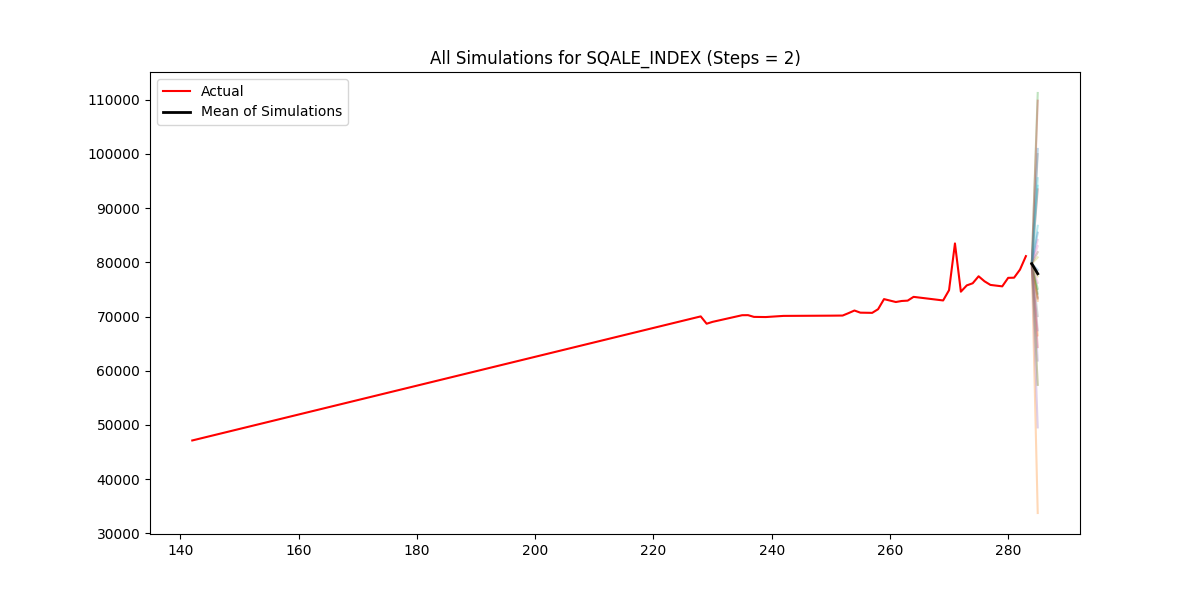 All Simulations for SQALE_INDEX (Steps = 2)
Actual
Mean of Simulations
110000
100000
90000
80000
70000
60000
50000
40000
30000
140 160 180 200 220 240 260 280